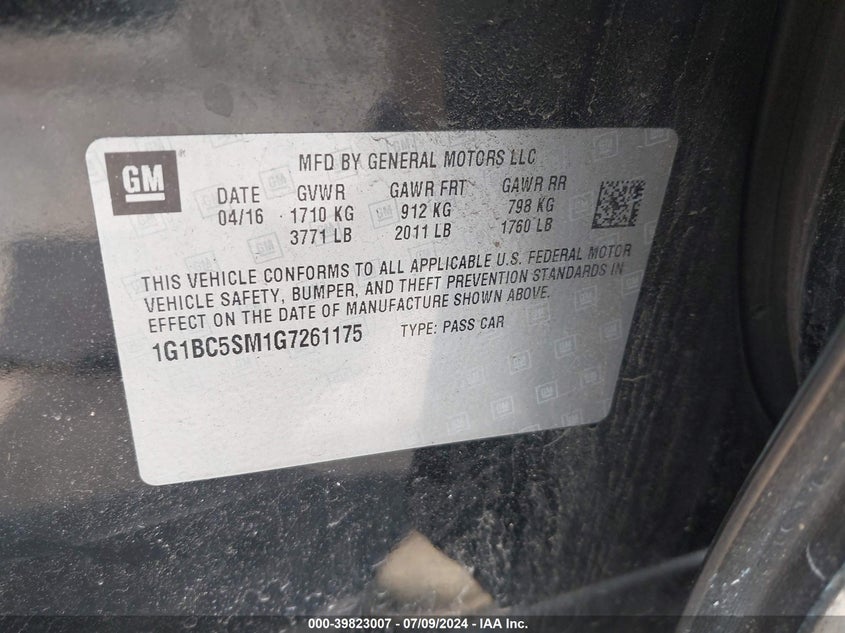 GM
MFD BY GENERAL MOTORS LLC
DATE GVWR GAWR FRT GAWR RR
04/16 1710 KG 912 KG 798 KG
3771 LB 2011 LB 1760 LB
THIS VEHICLE CONFORMS TO ALL APPLICABLE U.S. FEDERAL MOTOR
VEHICLE SAFETY, BUMPER, AND THEFT PREVENTION STANDARDS IN
EFFECT ON THE DATE OF MANUFACTURE SHOWN ABOVE.
1G1BC5SM1G7261175 TYPE: PASS CAR
000-39823007 - 07/09/2024 - IAA Inc.